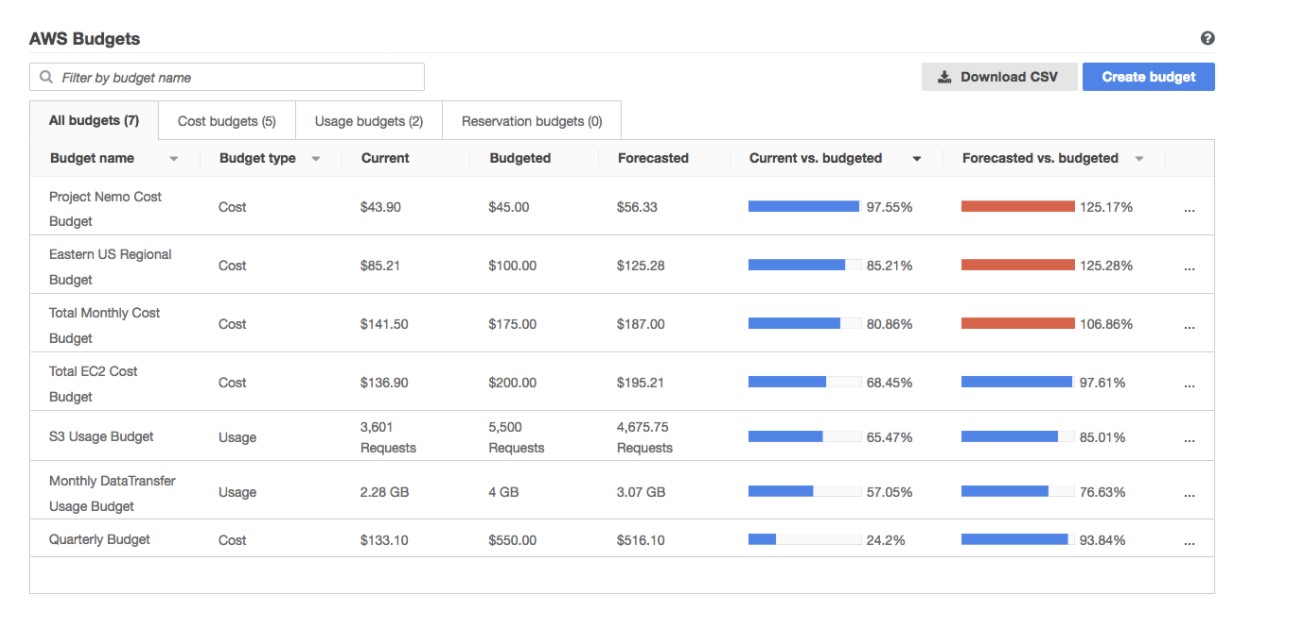 AWS Budgets
Filter by budget name
Download CSV
Create budget
All budgets (7) Cost budgets (5) Usage budgets (2) Reservation budgets (0)
Budget name Budget type Current Budgeted Forecasted Current vs. budgeted Forecasted vs. budgeted
Project Nemo Cost
Budget
Cost $43.90 $45.00 $56.33 97.55% 125.17% ...
Eastern US Regional
Budget
Cost $85.21 $100.00 $125.28 85.21% 125.28% ...
Total Monthly Cost
Budget
Cost $141.50 $175.00 $187.00 80.86% 106.86% ...
Total EC2 Cost
Budget
Cost $136.90 $200.00 $195.21 68.45% 97.61% ...
S3 Usage Budget Usage
3,601
Requests
5,500
Requests
4,675.75
Requests
65.47% 85.01% ...
Monthly DataTransfer
Usage Budget
Usage 2.28 GB 4 GB 3.07 GB 57.05% 76.63% ...
Quarterly Budget Cost $133.10 $550.00 $516.10 24.2% 93.84% ...